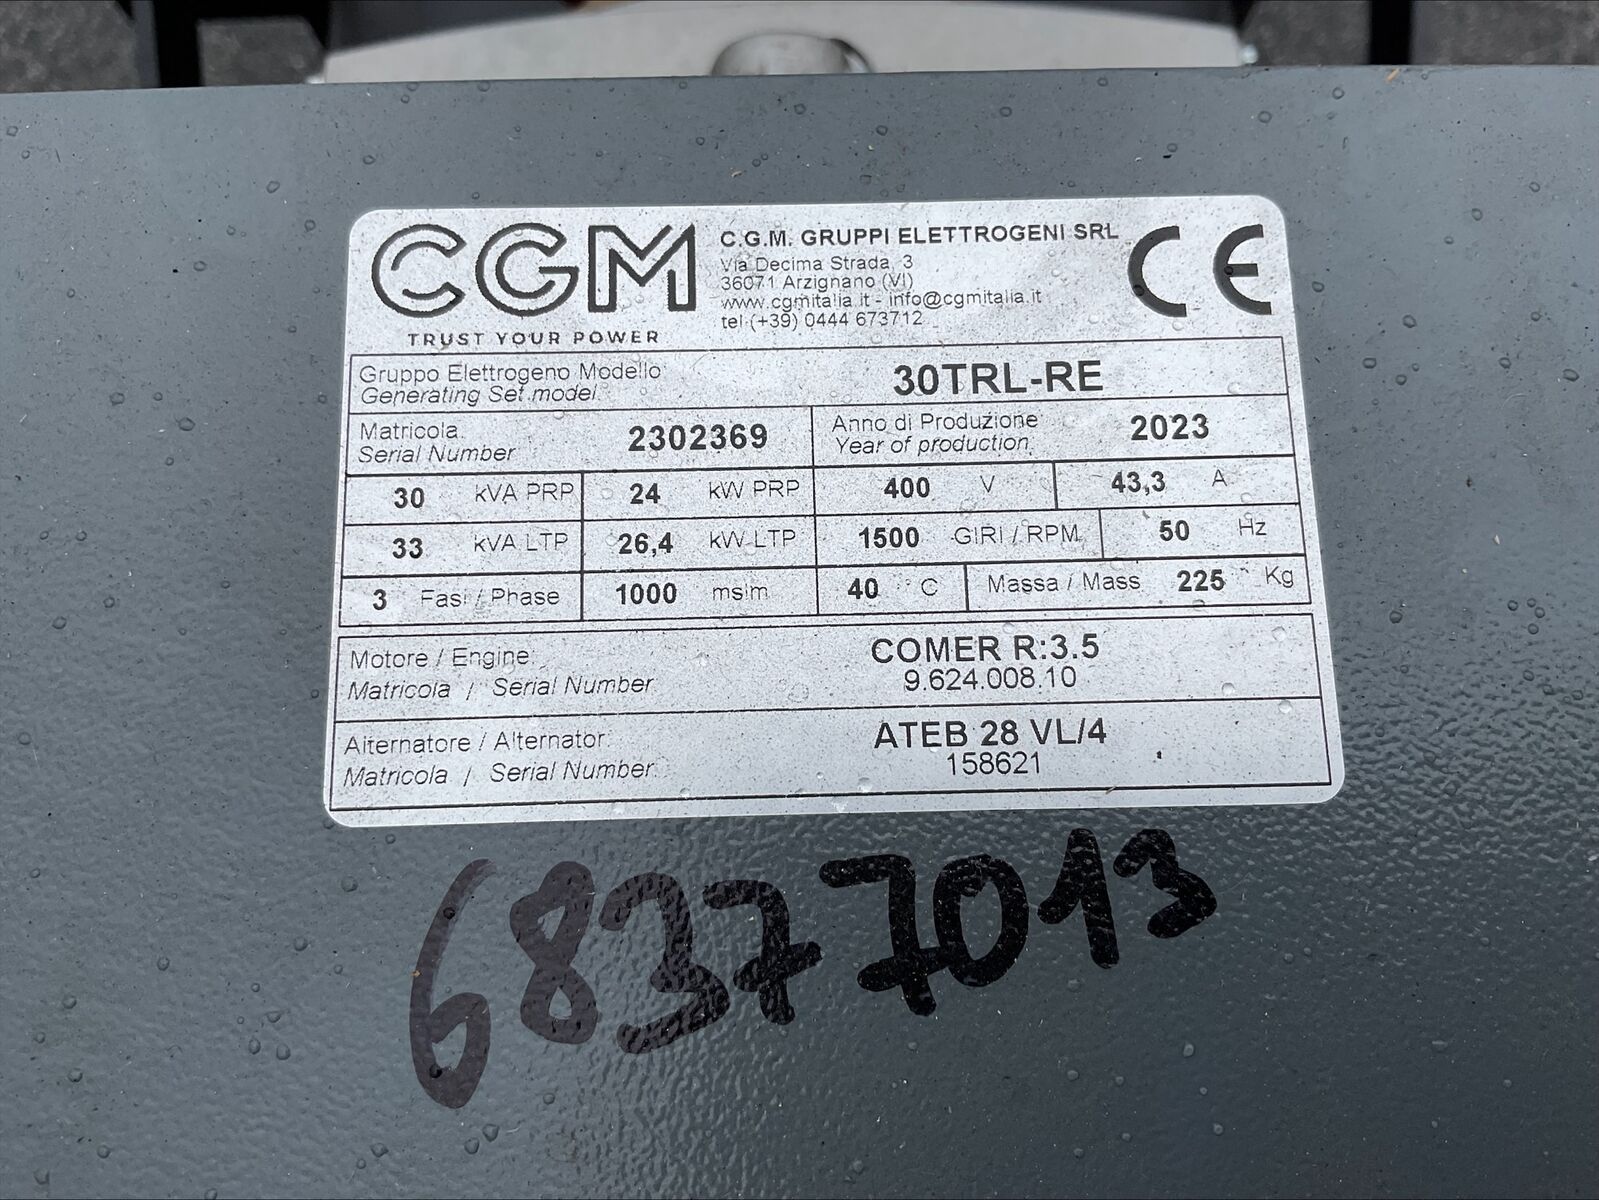 CGM
TRUST YOUR POWER
C.G.M. GRUPPI ELETTROGENI SRL
Via Decima Strada, 3
36071 Arzignano (VI)
www.cgmitalia.it - info@cgmitalia.it
tel (+39) 0444 673712
CE
Gruppo Elettrogeno Modello
Generating Set model
30TRL-RE
Matricola
Serial Number
2302369
Anno di Produzione
Year of production
2023
30 kVA PRP 24 kW PRP 400 V 43,3 A
33 kVA LTP 26,4 kW LTP 1500 GIRI / RPM 50 Hz
3 Fasi / Phase 1000 mslm 40 °C Massa / Mass 225 Kg
Motore / Engine:
Matricola / Serial Number
COMER R:3.5
9.624.008.10
Alternatore / Alternator:
Matricola / Serial Number
ATEB 28 VL/4
158621
68377013